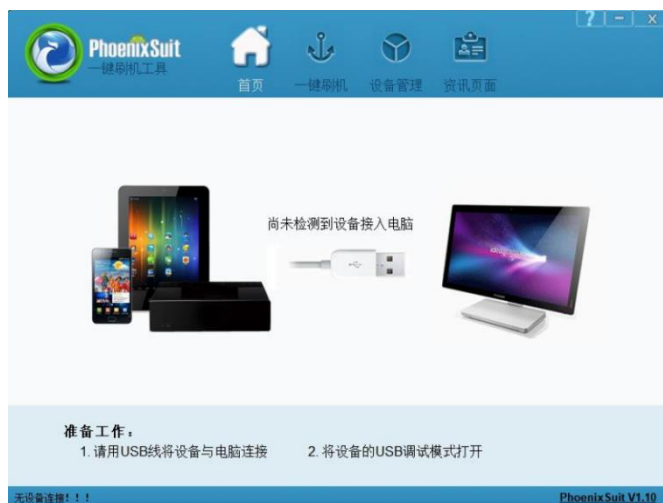 PhoenixSuit
一键刷机工具
首页
一键刷机
设备管理
资讯页面
尚未检测到设备接入电脑
准备工作：
1. 请用USB线将设备与电脑连接
2. 将设备的USB调试模式打开
无设备连接！！！
PhoenixSuit V1.10